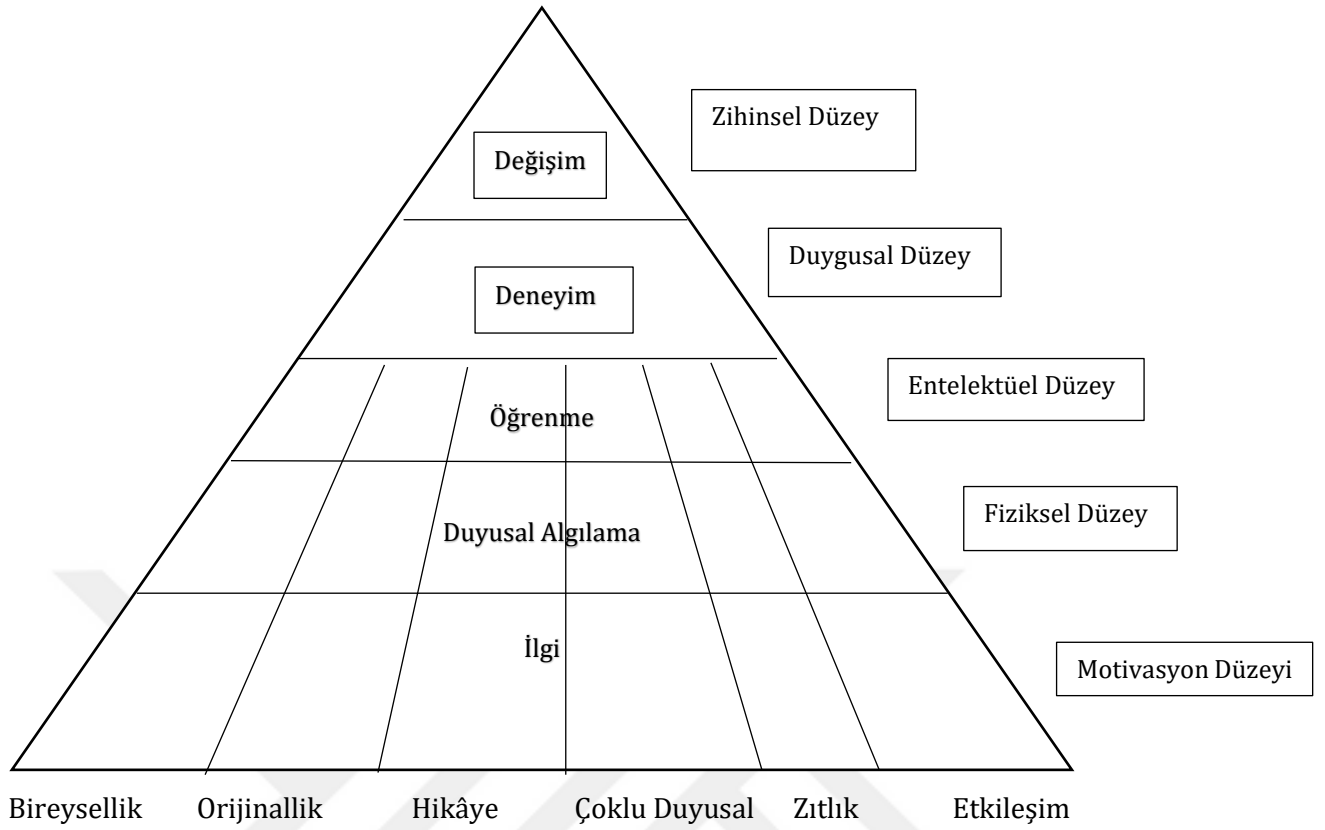 Zihinsel Düzey
Değişim
Duygusal Düzey
Deneyim
Entelektüel Düzey
Öğrenme
Fiziksel Düzey
Duyusal Algılama
İlgi
Motivasyon Düzeyi
Bireysellik Orijinallik Hikâye Çoklu Duyusal Zıtlık Etkileşim